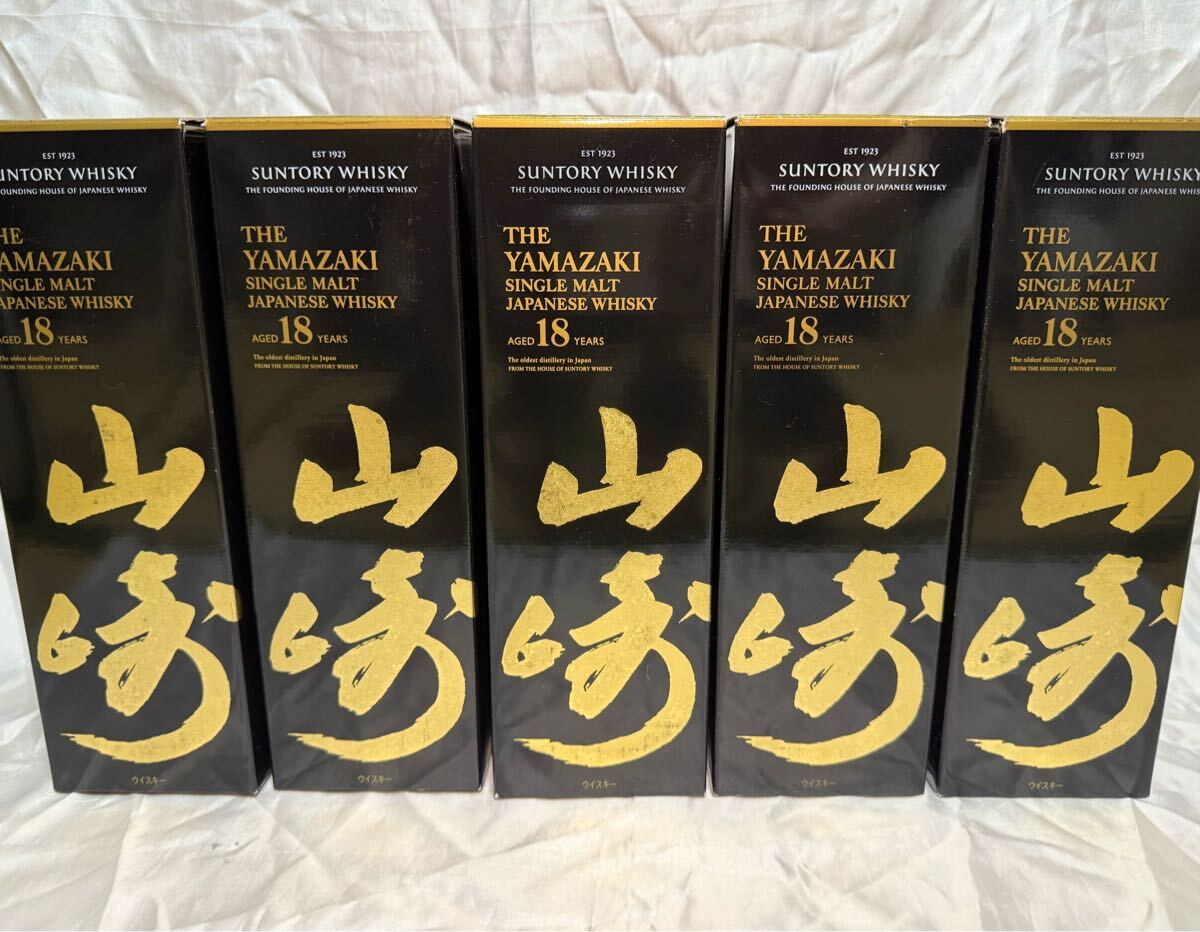 EST 1923
SUNTORY WHISKY
FOUNDING HOUSE OF JAPANESE WHISKY
YAMAZAKI
SINGLE MALT
JAPANESE WHISKY
AGED 18 YEARS
The oldest distillery in Japan
FROM THE HOUSE OF SUNTORY WHISKY
山崎
ウイスキー
EST 1923
SUNTORY WHISKY
THE FOUNDING HOUSE OF JAPANESE WHISKY
THE
YAMAZAKI
SINGLE MALT
JAPANESE WHISKY
AGED 18 YEARS
The oldest distillery in Japan
FROM THE HOUSE OF SUNTORY WHISKY
山崎
ウイスキー
EST 1923
SUNTORY WHISKY
THE FOUNDING HOUSE OF JAPANESE WHISKY
THE
YAMAZAKI
SINGLE MALT
JAPANESE WHISKY
AGED 18 YEARS
The oldest distillery in Japan
FROM THE HOUSE OF SUNTORY WHISKY
山崎
ウイスキー
EST 1923
SUNTORY WHISKY
THE FOUNDING HOUSE OF JAPANESE WHISKY
THE
YAMAZAKI
SINGLE MALT
JAPANESE WHISKY
AGED 18 YEARS
The oldest distillery in Japan
FROM THE HOUSE OF SUNTORY WHISKY
山崎
ウイスキー
EST 1923
SUNTORY WHISKY
THE FOUNDING HOUSE OF JAPANESE WHISKY
THE
YAMAZAKI
SINGLE MALT
JAPANESE WHISKY
AGED 18 YEARS
The oldest distillery in Japan
FROM THE HOUSE OF SUNTORY WHISKY
山崎
ウイスキー